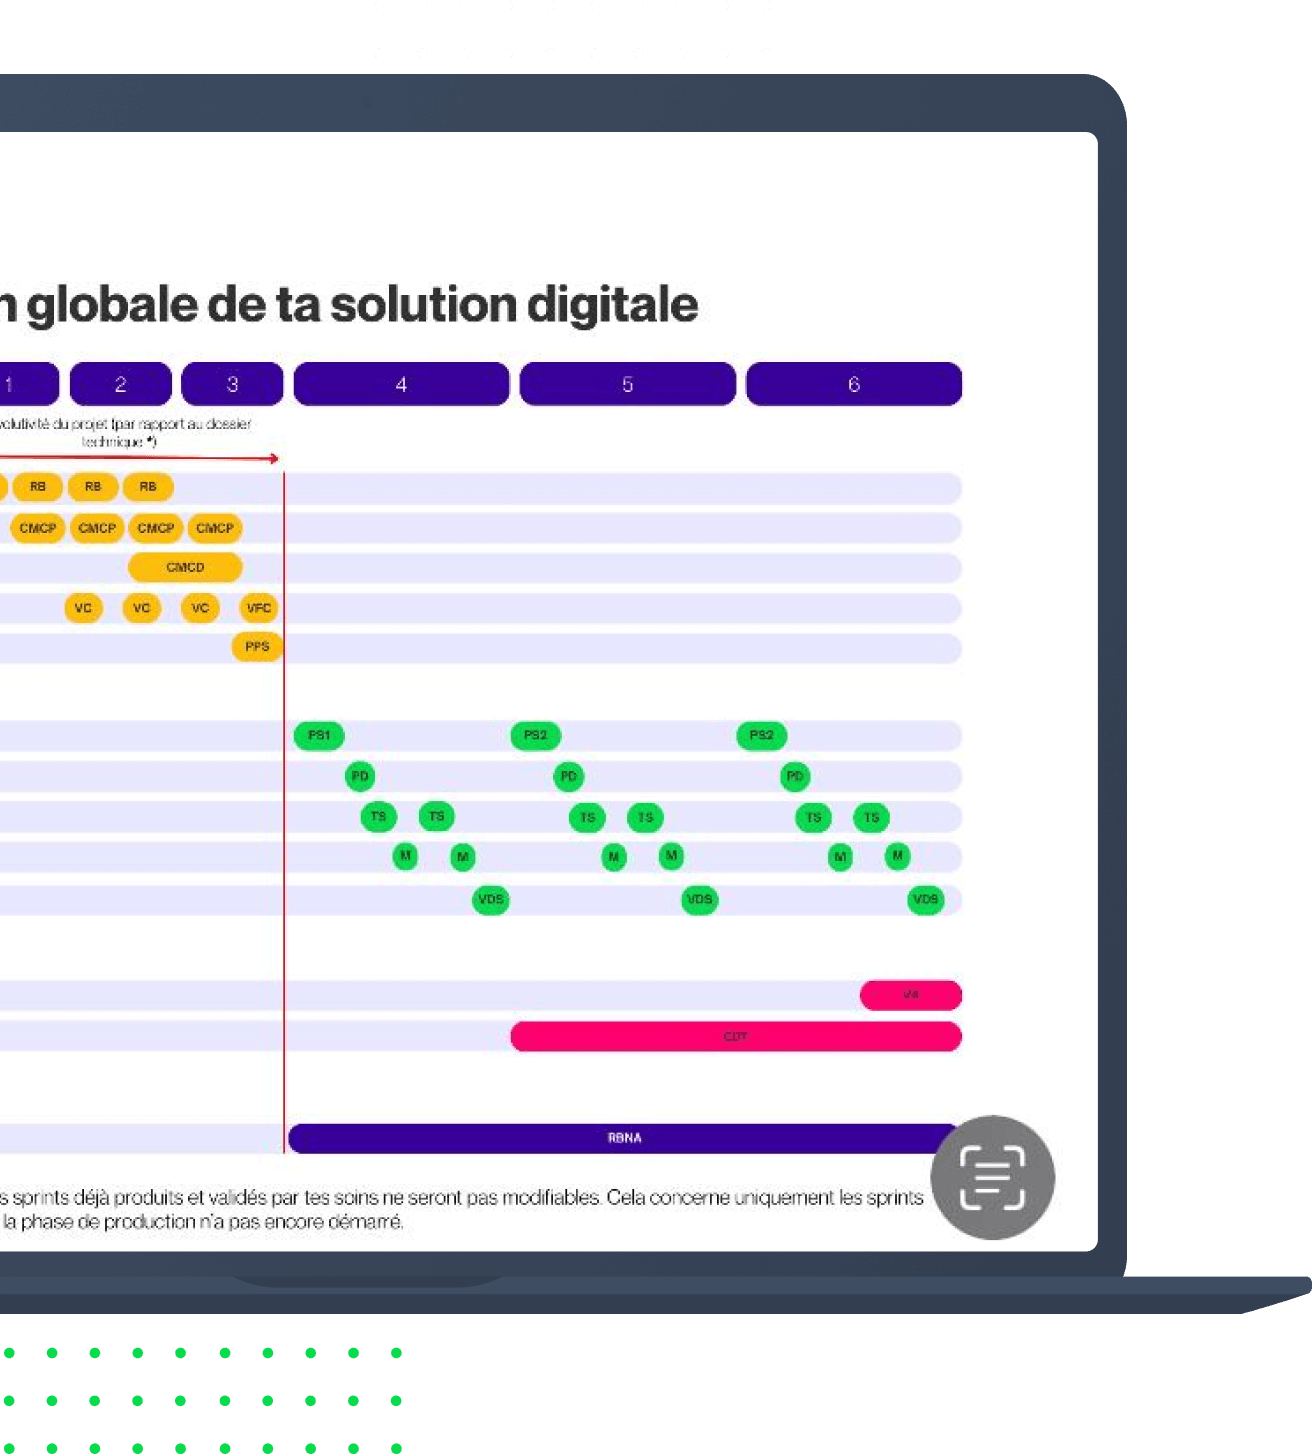 globale de ta solution digitale
1 2 3 4 5 6
du projet (par rapport au dossier
technique *)
RB RB RB
CMCP CMCP CMCP CMCP
CMCD
VC VC VC VFC
PPS
PS1 PS2 PS2
PD PD PD
TS TS TS TS TS TS
M M M M M M
VDS VDS VDS
CDT
RBNA
sprints déjà produits et validés par tes soins ne seront pas modifiables. Cela concerne uniquement les sprints
la phase de production n'a pas encore démarré.